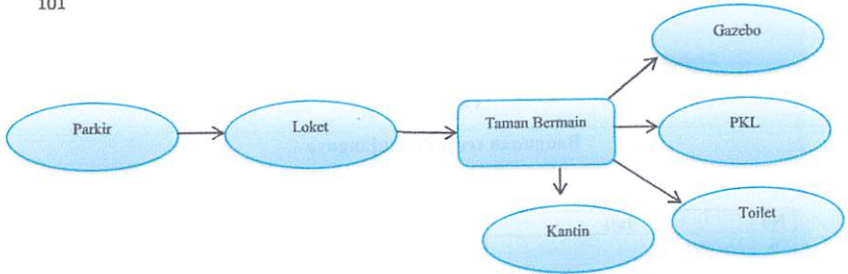 101
Gazebo
Parkir
Loket
Taman Bermain
PKL
Toilet
Kantin